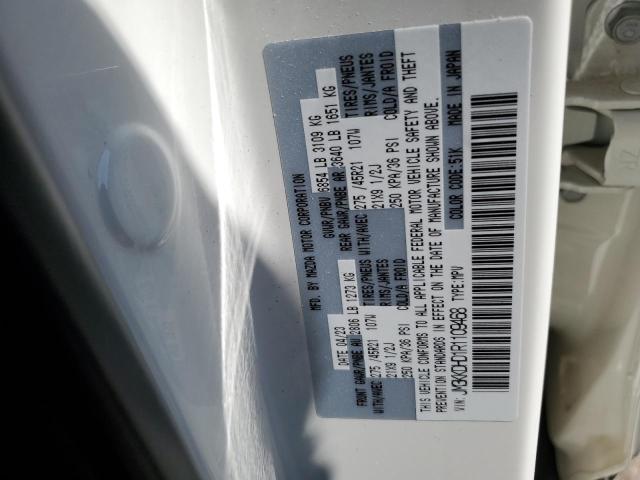 MFD. BY MAZDA MOTOR CORPORATION
DATE 04/23 GVWR/PNBV 6854 LB 3109 KG
FRONT GAWR/PNBE AV 2806 LB 1273 KG REAR GAWR/PNBE AR 3640 LB 1651 KG
TIRES/PNEUS TIRES/PNEUS
WITH/AVEC 275 /45R21 107W RIMS/JANTES WITH/AVEC 275 /45R21 107W RIMS/JANTES
21X9 1/2J COLD/A FROID 21X9 1/2J COLD/A FROID
250 KPA/36 PSI 250 KPA/36 PSI
THIS VEHICLE CONFORMS TO ALL APPLICABLE FEDERAL MOTOR VEHICLE SAFETY AND THEFT
PREVENTION STANDARDS IN EFFECT ON THE DATE OF MANUFACTURE SHOWN ABOVE.
COLOR CODE:51K MADE IN JAPAN
VIN: TYPE:MPV